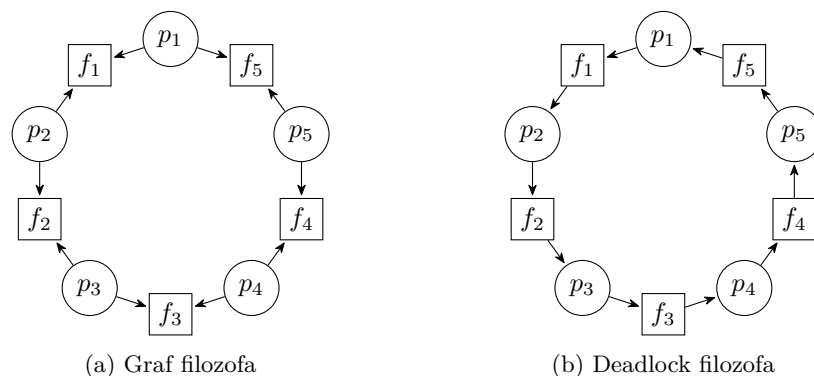 p1 p1
f1 f5 f1 f5
p2 p5 p2 p5
f2 f4 f2 f4
p3 p4 p3 p4
f3 f3
(a) Graf filozofa (b) Deadlock filozofa